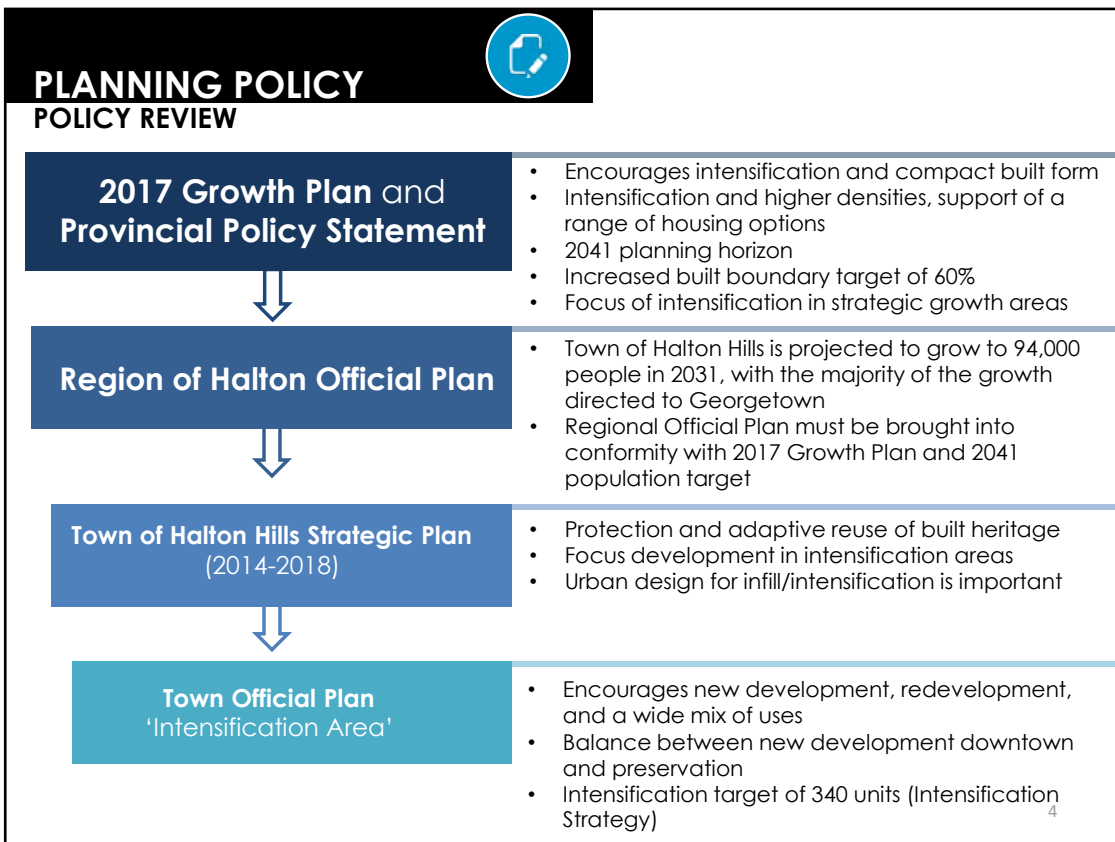 PLANNING POLICY
POLICY REVIEW
2017 Growth Plan and
Provincial Policy Statement
• Encourages intensification and compact built form
• Intensification and higher densities, support of a
range of housing options
• 2041 planning horizon
• Increased built boundary target of 60%
• Focus of intensification in strategic growth areas
Region of Halton Official Plan
• Town of Halton Hills is projected to grow to 94,000
people in 2031, with the majority of the growth
directed to Georgetown
• Regional Official Plan must be brought into
conformity with 2017 Growth Plan and 2041
population target
Town of Halton Hills Strategic Plan
(2014-2018)
• Protection and adaptive reuse of built heritage
• Focus development in intensification areas
• Urban design for infill/intensification is important
Town Official Plan
‘Intensification Area’
• Encourages new development, redevelopment,
and a wide mix of uses
• Balance between new development downtown
and preservation
• Intensification target of 340 units (Intensification
Strategy)
4